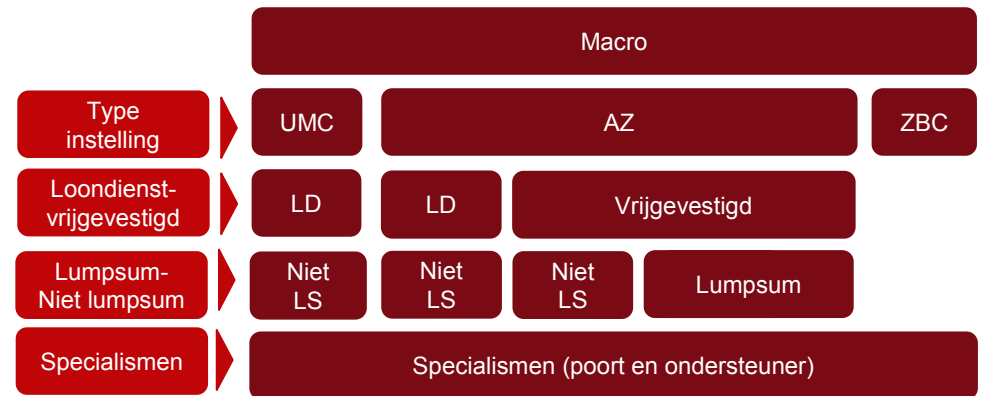 Macro
Type
instelling
UMC
AZ
ZBC
Loondienst-
vrijgevestigd
LD
LD
Vrijgevestigd
Lumpsum-
Niet lumpsum
Niet
LS
Niet
LS
Niet
LS
Lumpsum
Specialismen
Specialismen (poort en ondersteuner)